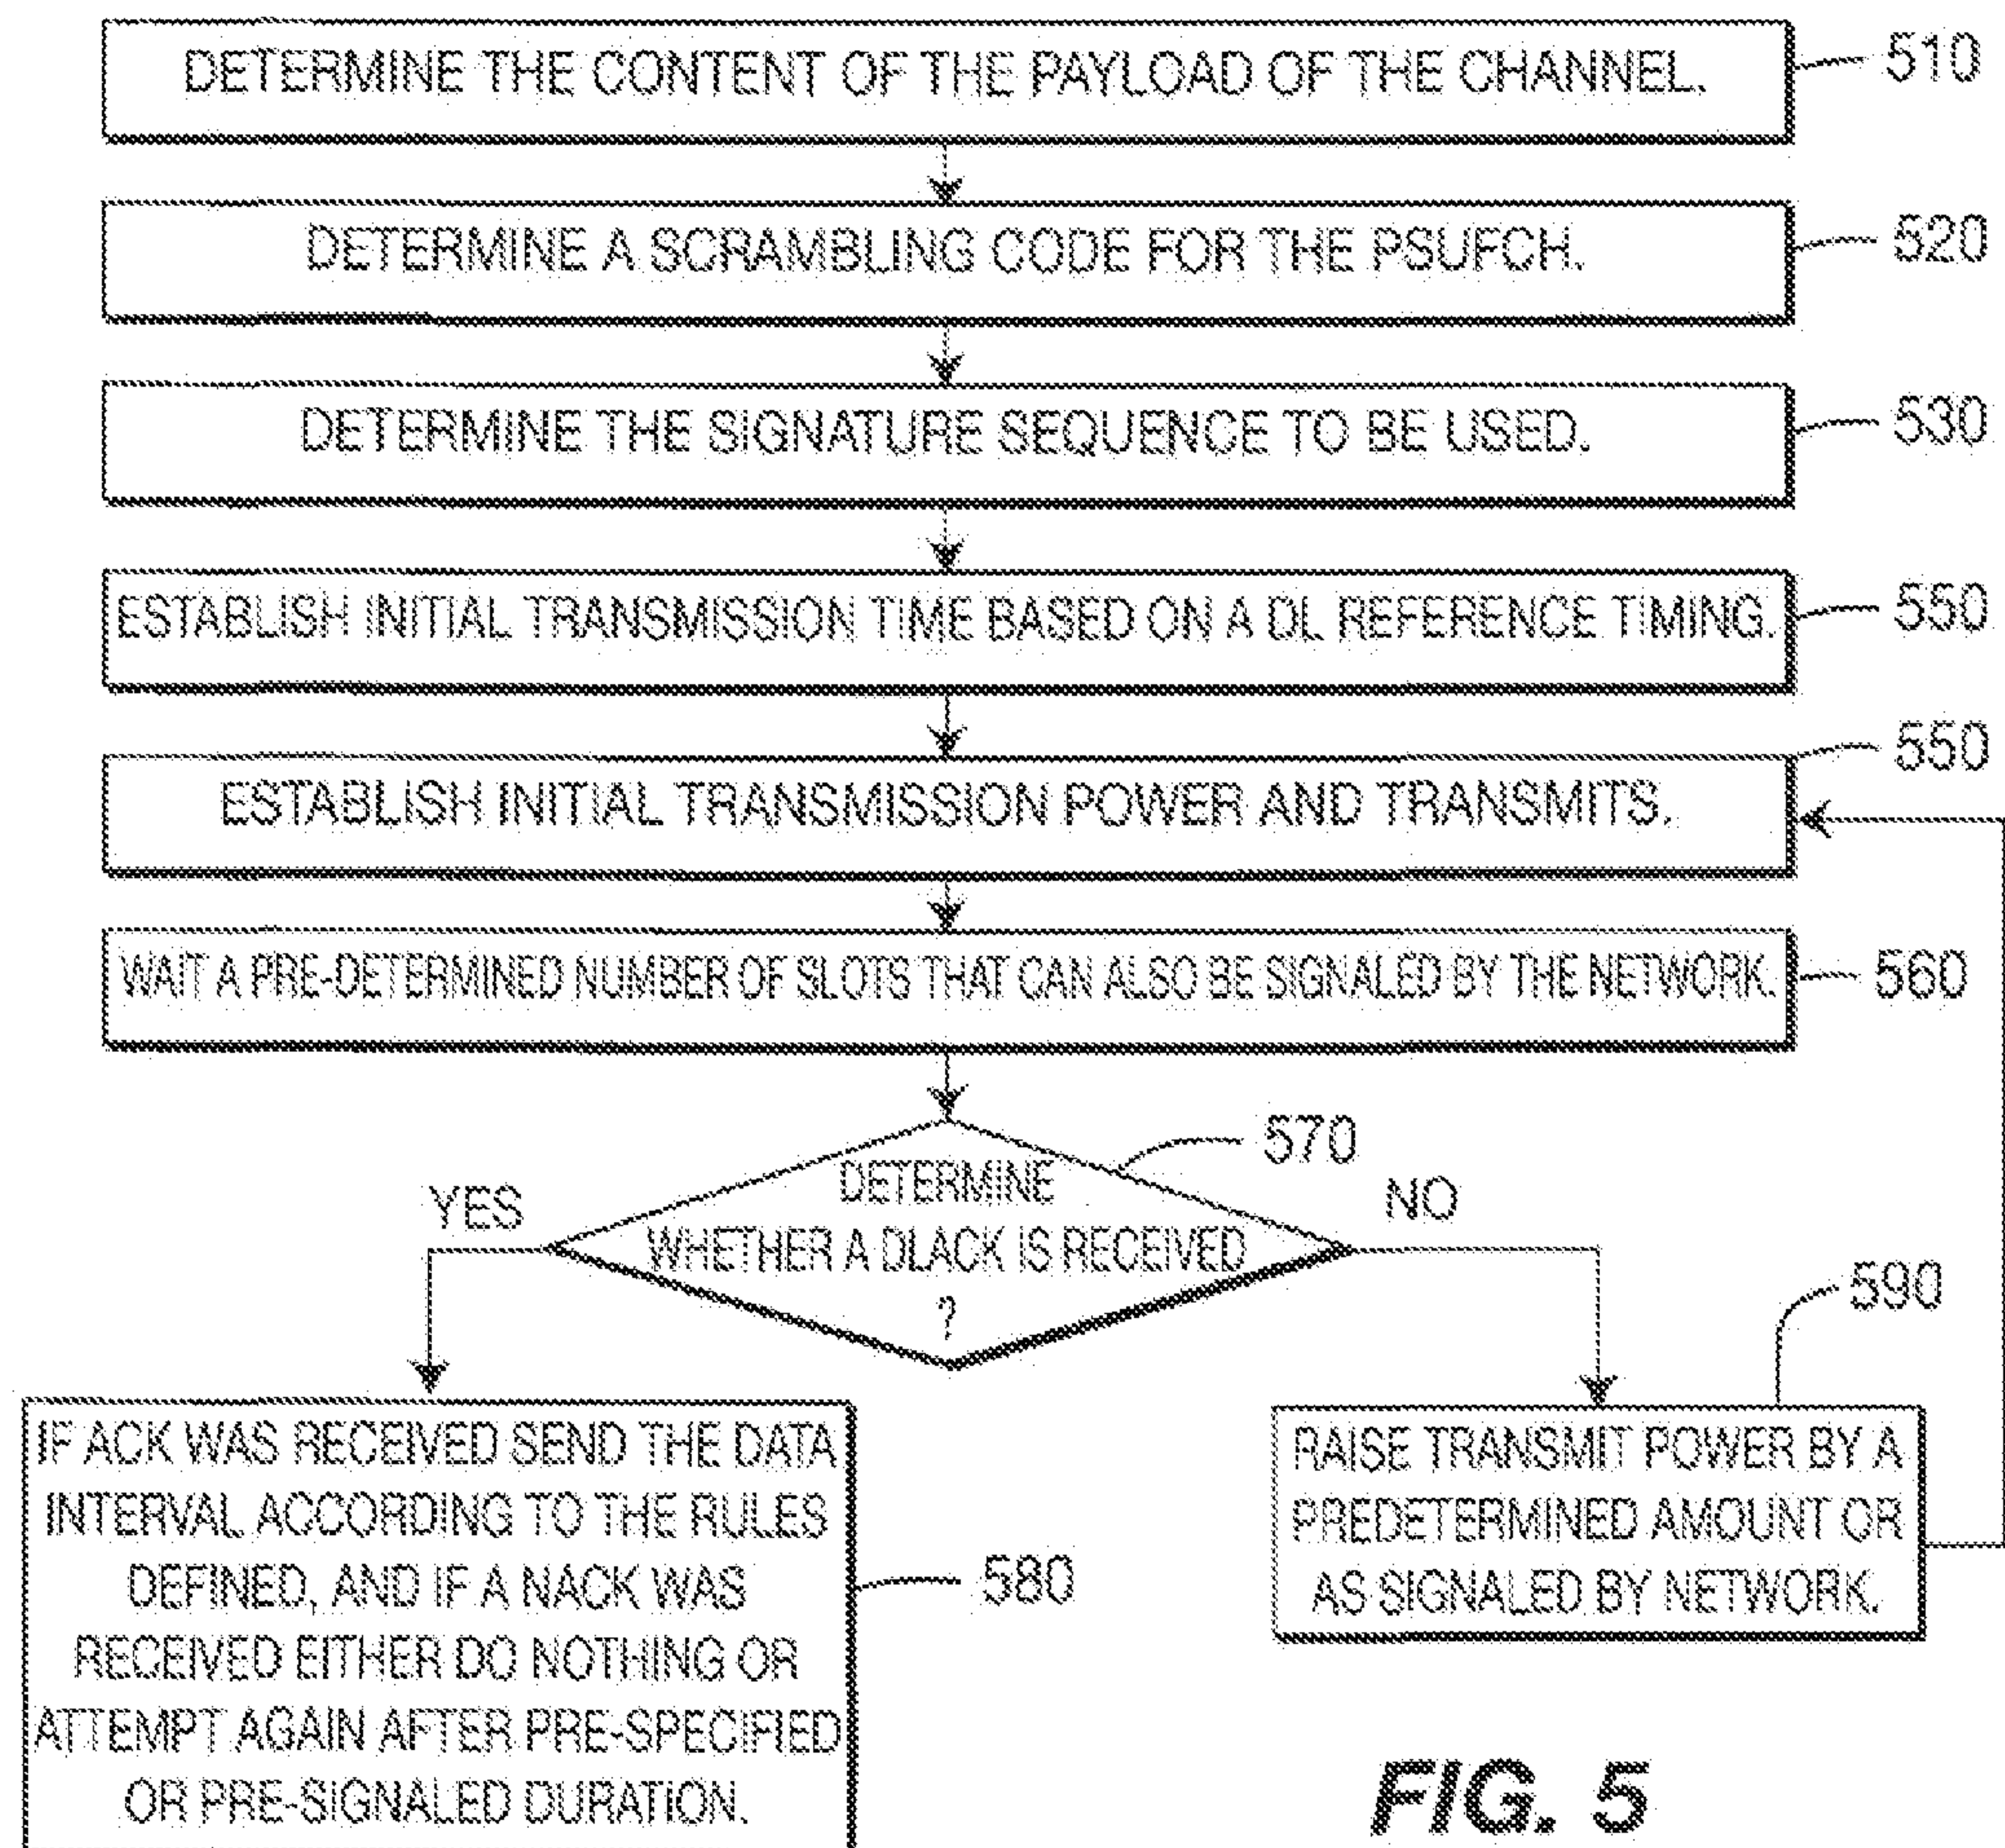 DETERMINE THE CONTENT OF THE PAYLOAD OF THE CHANNEL.
510
DETERMINE A SCRAMBLING CODE FOR THE PSUFCH.
520
DETERMINE THE SIGNATURE SEQUENCE TO BE USED.
530
ESTABLISH INITIAL TRANSMISSION TIME BASED ON A DL REFERENCE TIMING.
550
550
ESTABLISH INITIAL TRANSMISSION POWER AND TRANSMITS.
WAIT A PRE-DETERMINED NUMBER OF SLOTS THAT CAN ALSO BE SIGNALED BY THE NETWORK.
560
570
DETERMINE
WHETHER A DLACK IS RECEIVED
?
YES
NO
590
IF ACK WAS RECEIVED SEND THE DATA
INTERVAL ACCORDING TO THE RULES
DEFINED, AND IF A NACK WAS
RECEIVED EITHER DO NOTHING OR
ATTEMPT AGAIN AFTER PRE-SPECIFIED
OR PRE-SIGNALED DURATION.
580
RAISE TRANSMIT POWER BY A
PREDETERMINED AMOUNT OR
AS SIGNALED BY NETWORK.
FIG. 5